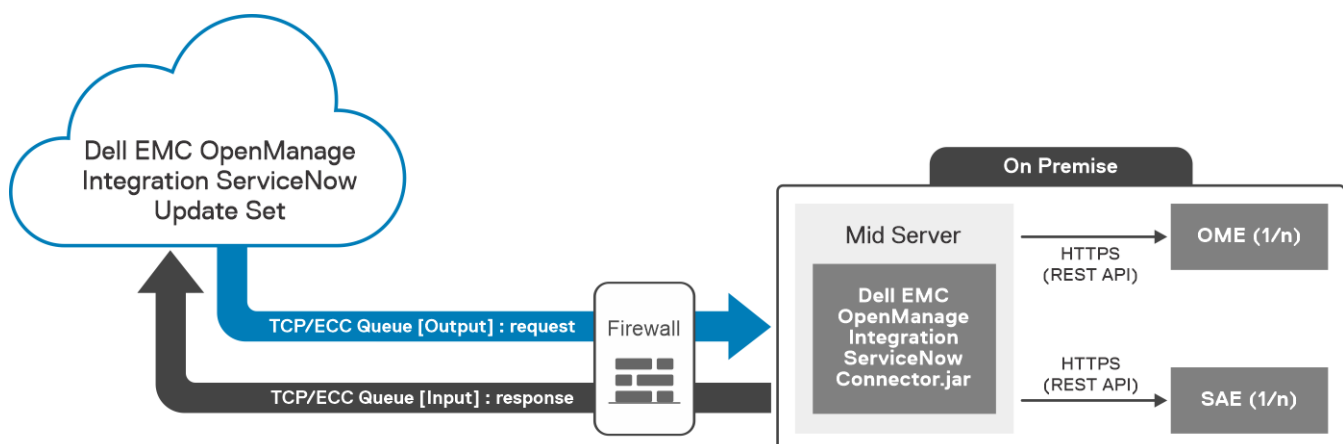 Dell EMC OpenManage
Integration ServiceNow
Update Set
TCP/ECC Queue [Output] : request
TCP/ECC Queue [Input] : response
Firewall
On Premise
Mid Server
Dell EMC
OpenManage
Integration
ServiceNow
Connector.jar
HTTPS
(REST API)
OME (1/n)
HTTPS
(REST API)
SAE (1/n)